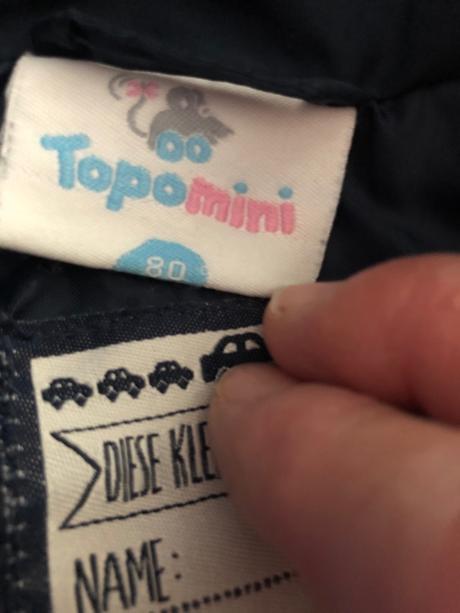 Topomini
80
DIESE KLE
NAME: